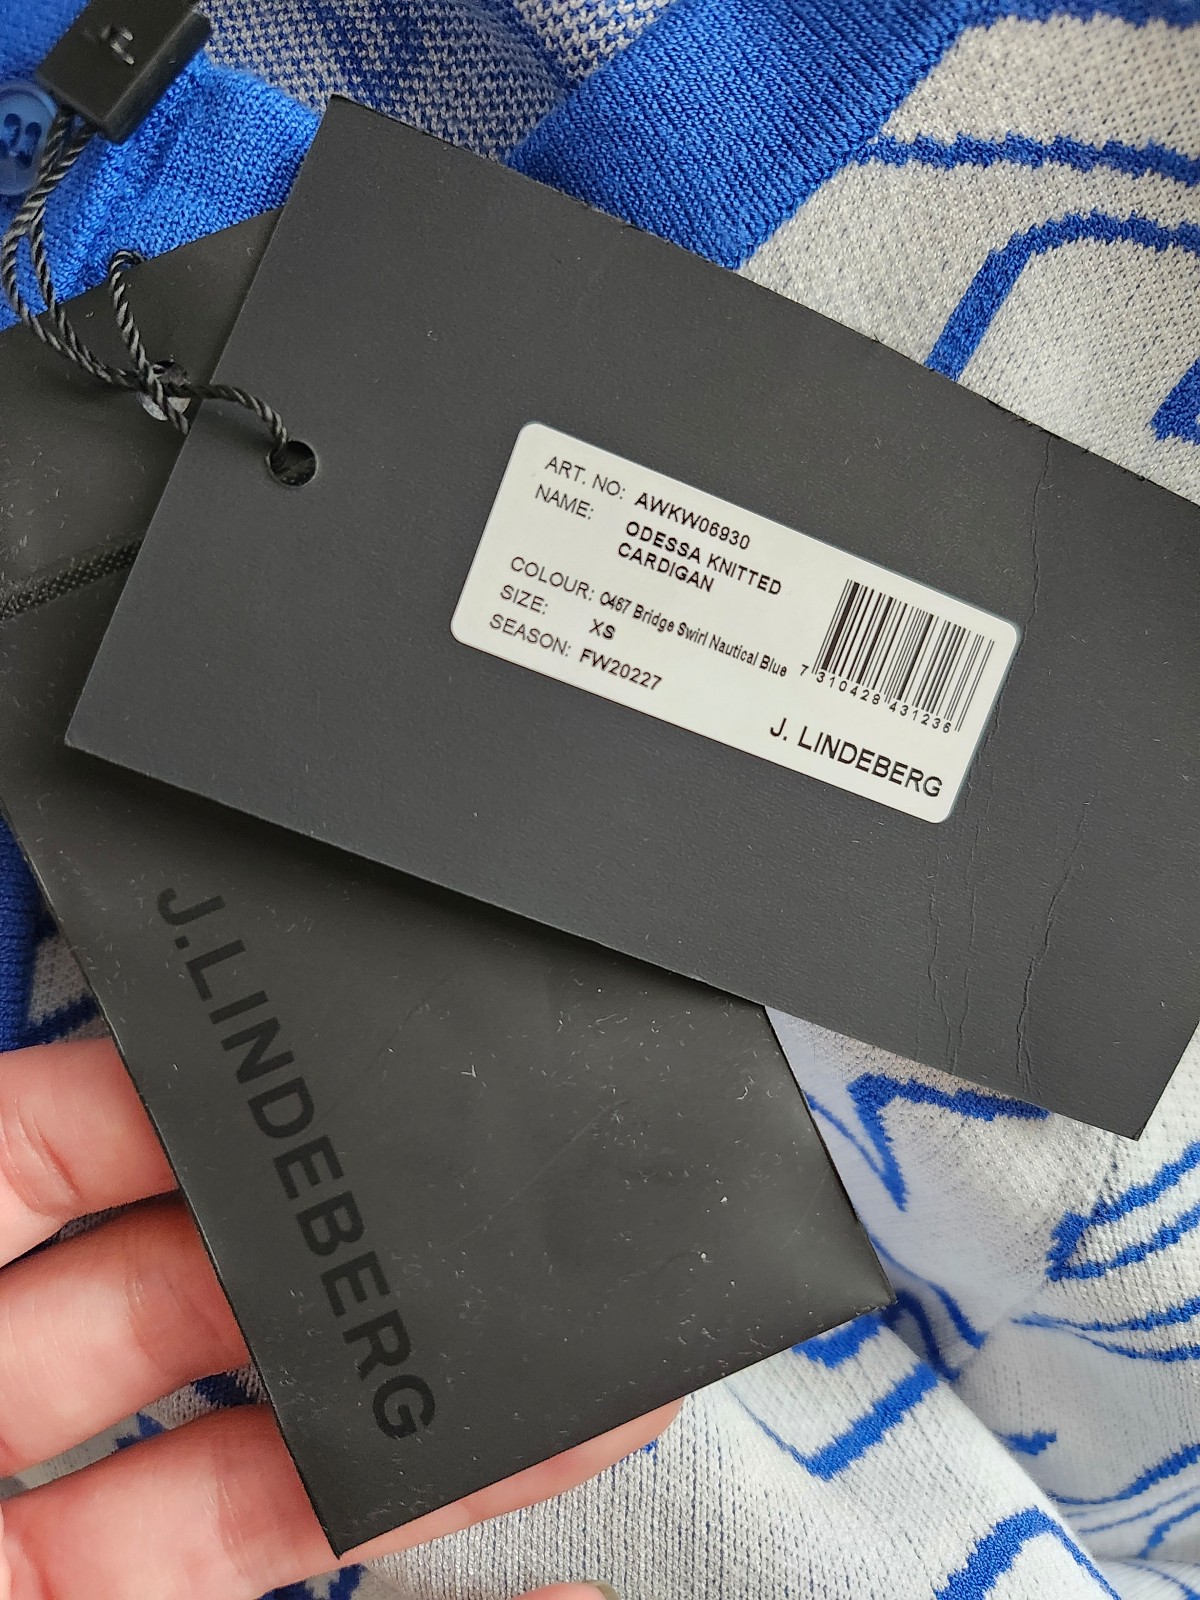 ART. NO: AWKW06930
NAME: ODESSA KNITTED
CARDIGAN
COLOUR: O467 Bridge Swirl Nautical Blue
SIZE: XS
SEASON: FW20227
7 310428 431236
J. LINDEBERG
J.LINDEBERG